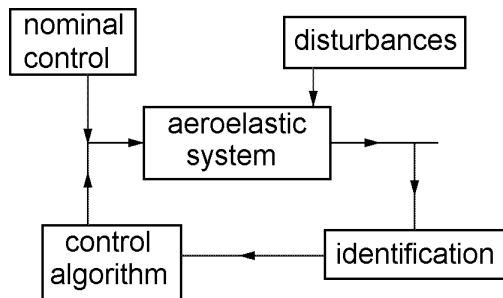 nominal
control
disturbances
aeroelastic
system
control
algorithm
identification